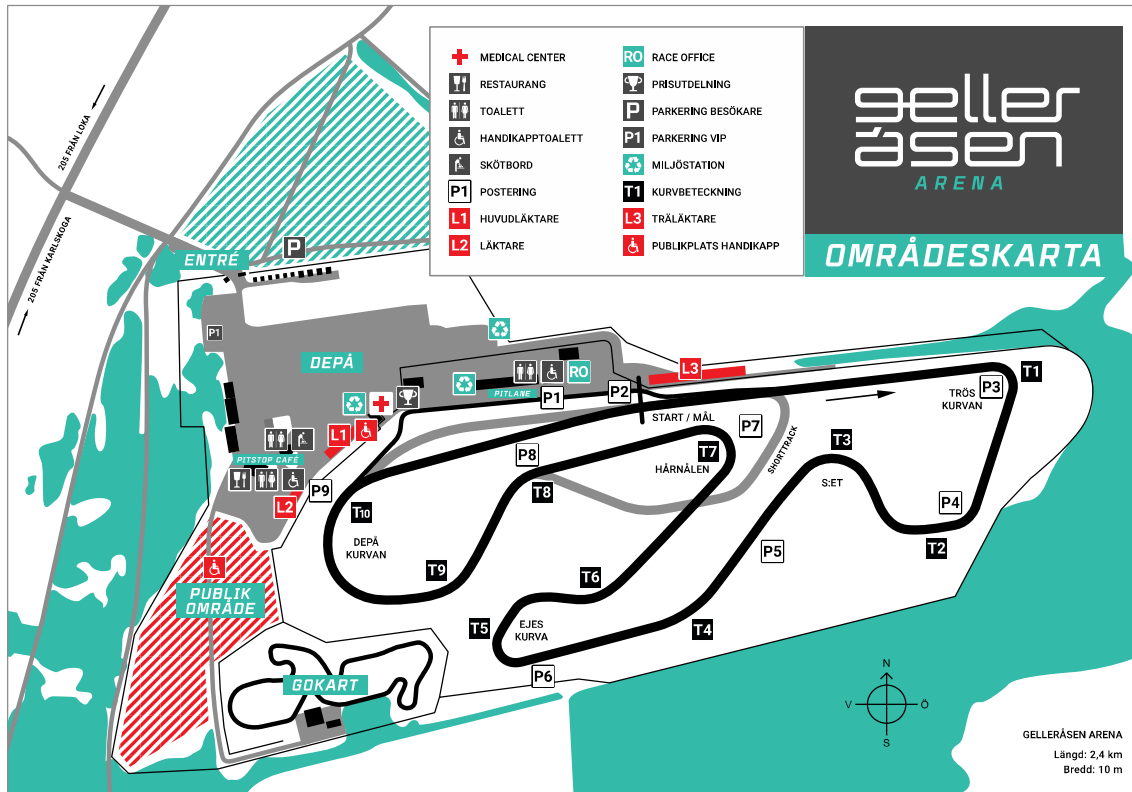 MEDICAL CENTER
RESTAURANG
TOALETT
HANDIKAPPTOALETT
SKÖTBORD
P1 POSTERING
L1 HUVUDLÄKTARE
L2 LÄKTARE
RO RACE OFFICE
PRISUTDELNING
P PARKERING BESÖKARE
P1 PARKERING VIP
MILJÖSTATION
T1 KURVBETECKNING
L3 TRÄLÄKTARE
PUBLIKPLATS HANDIKAPP
geller
åsen
ARENA
OMRÅDESKARTA
205 FRÅN LOKA
205 FRÅN KARLSKOGA
ENTRÉ
P
P1
DEPÅ
RO
PITLANE
P1
P2
L3
START / MÅL
T1
P3
TRÖS
KURVAN
P7
SHORTTRACK
T7
HÅRNÅLEN
T3
S:ET
P8
T8
L1
PITSTOP CAFÉ
P9
L2
T10
DEPÅ
KURVAN
P4
T2
P5
T9
T6
PUBLIK
OMRÅDE
T5
EJES
KURVA
T4
P6
GOKART
N
V
Ö
S
GELLERÅSEN ARENA
Längd: 2,4 km
Bredd: 10 m